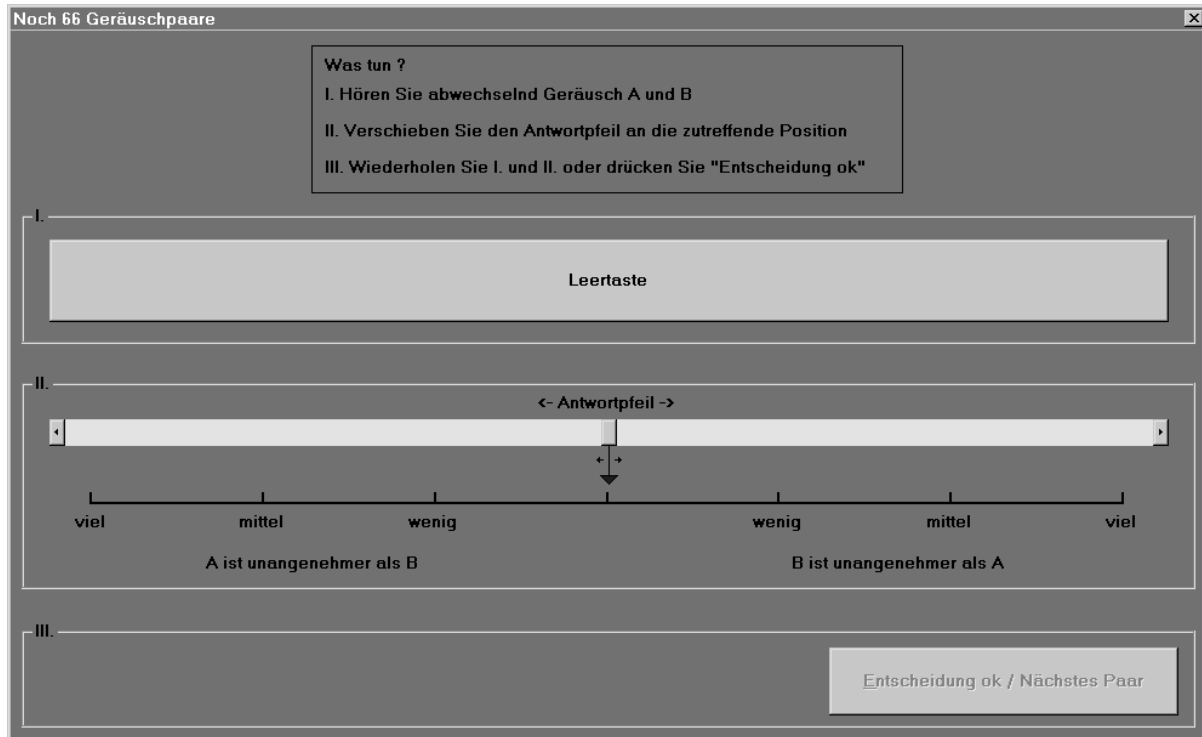 Noch 66 Geräuschpaare
Was tun ?
I. Hören Sie abwechselnd Geräusch A und B
II. Verschieben Sie den Antwortpfeil an die zutreffende Position
III. Wiederholen Sie I. und II. oder drücken Sie "Entscheidung ok"
I.
Leertaste
II.
<- Antwortpfeil ->
viel mittel wenig wenig mittel viel
A ist unangenehmer als B B ist unangenehmer als A
III.
Entscheidung ok / Nächstes Paar